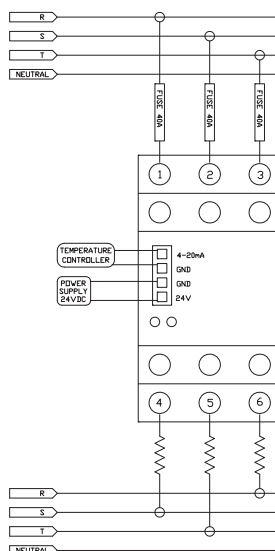 R
S
T
NEUTRAL
FUSE 40A
FUSE 40A
FUSE 40A
1
2
3
TEMPERATURE
CONTROLLER
4-20mA
GND
POWER
SUPPLY
24VDC
GND
24V
4
5
6
R
S
T
NEUTRAL